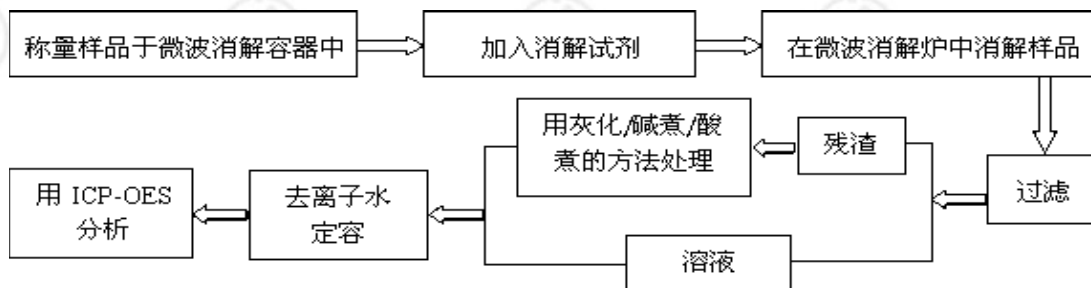 称量样品于微波消解容器中
加入消解试剂
在微波消解炉中消解样品
过滤
残渣
用灰化/碱煮/酸
煮的方法处理
溶液
去离子水
定容
用 ICP-OES
分析